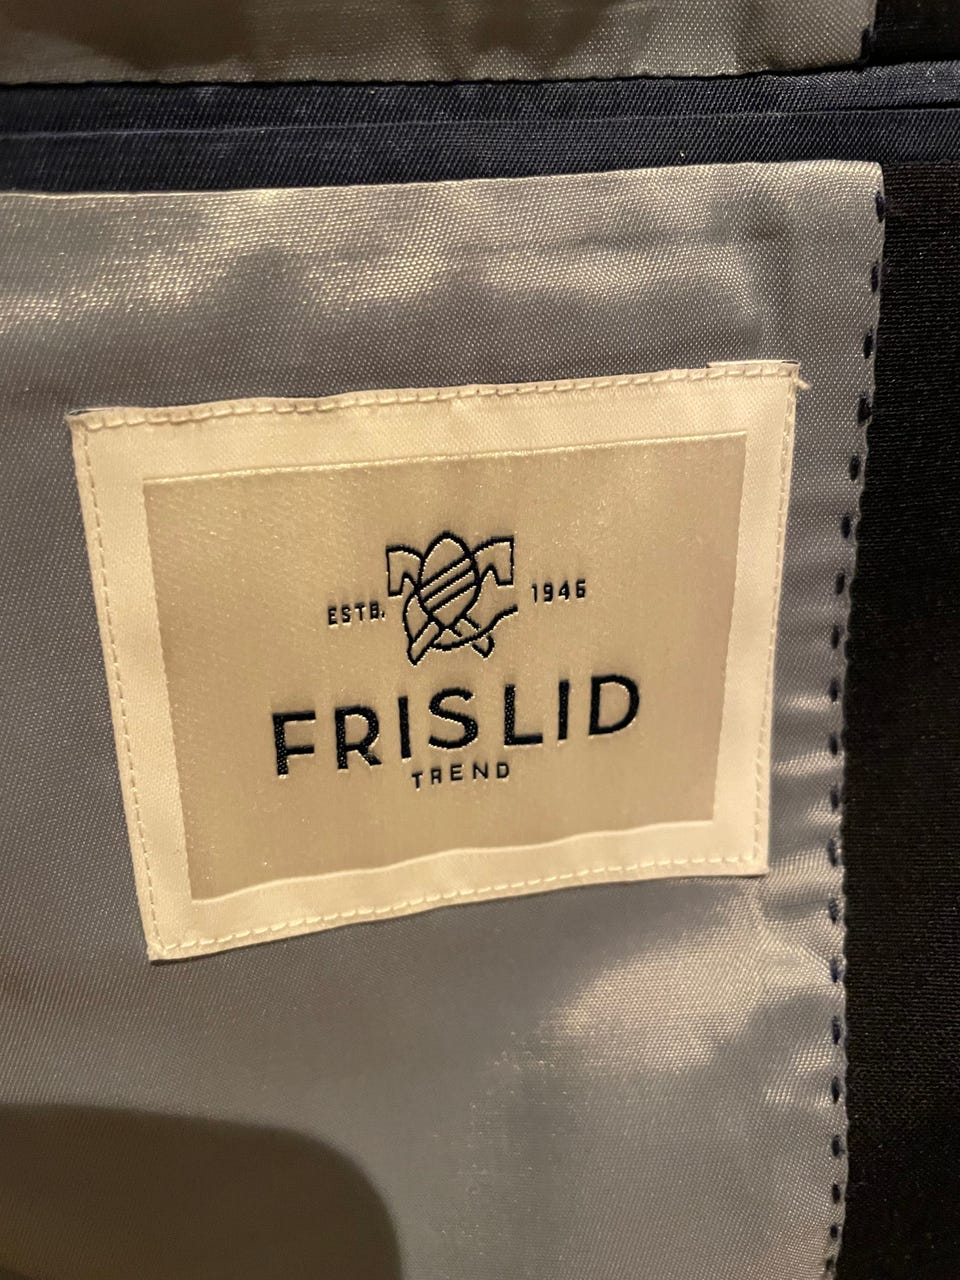 ESTB. 1946
FRISLID
TREND